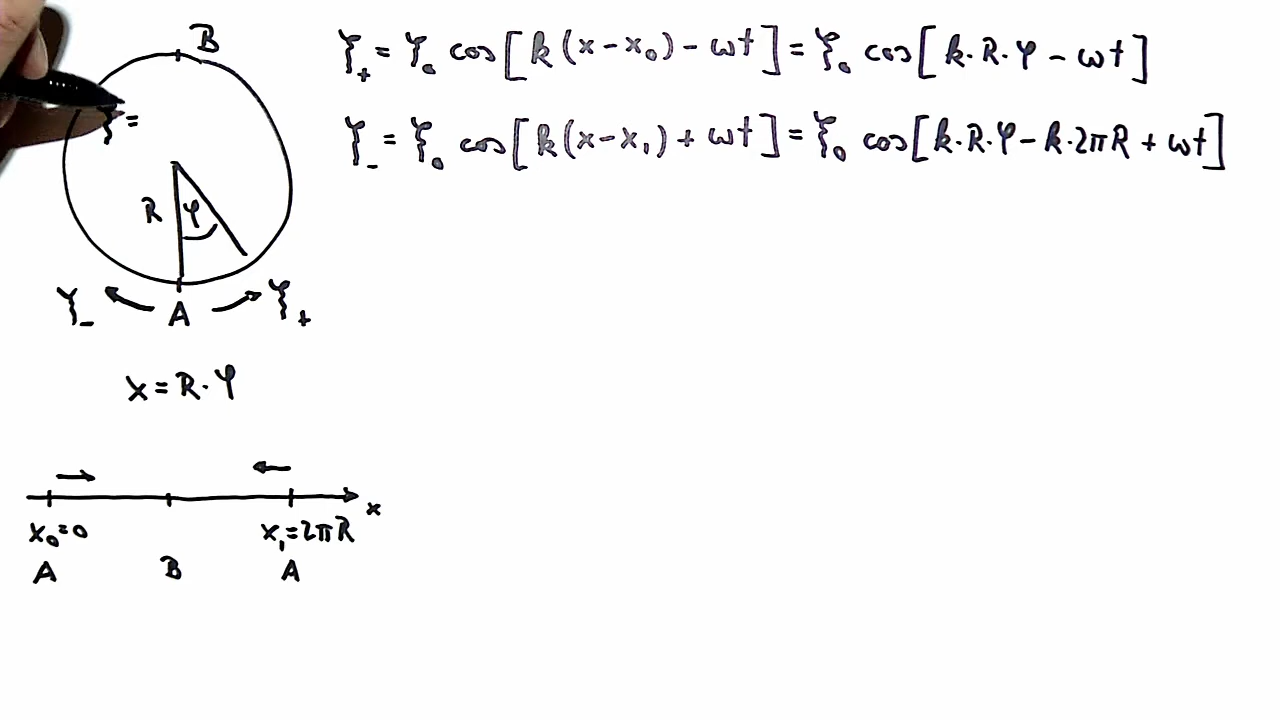 B
ξ₊ = ξ₀ cos[k(x-x₀) - ωt] = ξ₀ cos[k·R·φ - ωt]
ξ =
ξ₋ = ξ₀ cos[k(x-x₁) + ωt] = ξ₀ cos[k·R·φ - k·2πR + ωt]
R φ
ξ₋ A ξ₊
x = R·φ
x
x₀=0 x₁=2πR
A B A